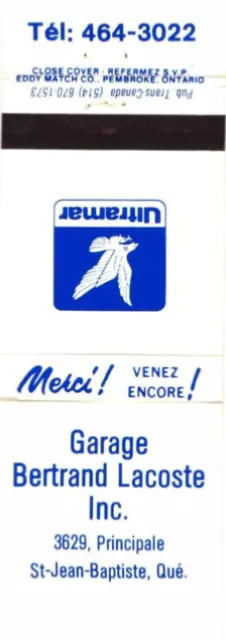 Tél: 464-3022
CLOSE COVER - REFERMEZ S.V.P.
EDDY MATCH CO., PEMBROKE, ONTARIO
Pub. Trans-Canada (514) 670-1573
Ultramar
Merci! VENEZ
ENCORE!
Garage
Bertrand Lacoste
Inc.
3629, Principale
St-Jean-Baptiste, Qué.